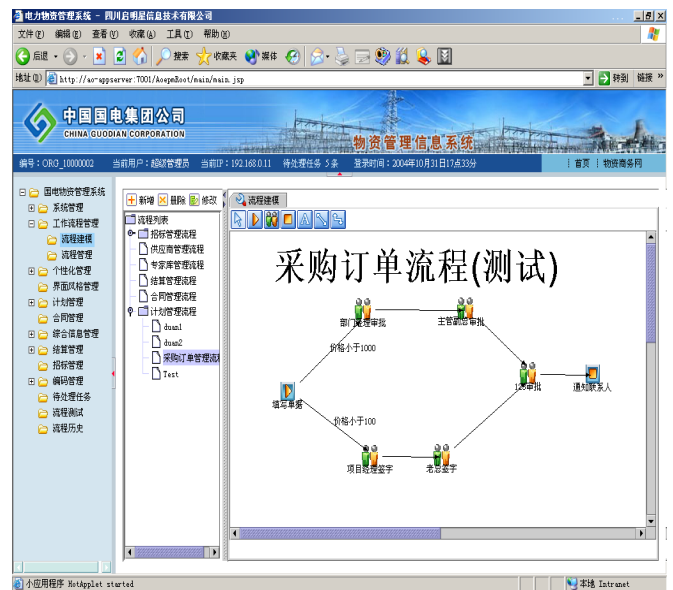 电力物资管理系统 - 四川启明星信息技术有限公司
文件(F) 编辑(E) 查看(V) 收藏(A) 工具(T) 帮助(H)
后退 搜索 收藏夹 媒体
地址(D) http://ao-appserver:7001/AoepmRoot/main/main.jsp 转到 链接 »
中国国电集团公司
CHINA GUODIAN CORPORATION
物资管理信息系统
编号：ORG_10000002 当前用户：超级管理员 当前IP：192.168.0.11 待处理任务 5 条 登录时间：2004年10月31日17点33分 | 首页 | 物资商务网
国电物资管理系统
系统管理
工作流程管理
流程建模
流程管理
个性化管理
界面风格管理
计划管理
合同管理
综合信息管理
结算管理
招标管理
编码管理
待处理任务
流程测试
流程历史
新增 删除 修改
流程列表
招标管理流程
供应商管理流程
专家库管理流程
结算管理流程
合同管理流程
计划管理流程
duan1
duan2
采购订单管理流程
Test
流程建模
采购订单流程(测试)
部门经理审批
主管副总审批
价格小于1000
填写单据
价格小于100
项目经理签字
老总签字
123审批
通知联系人
小应用程序 HotApplet started
本地 Intranet